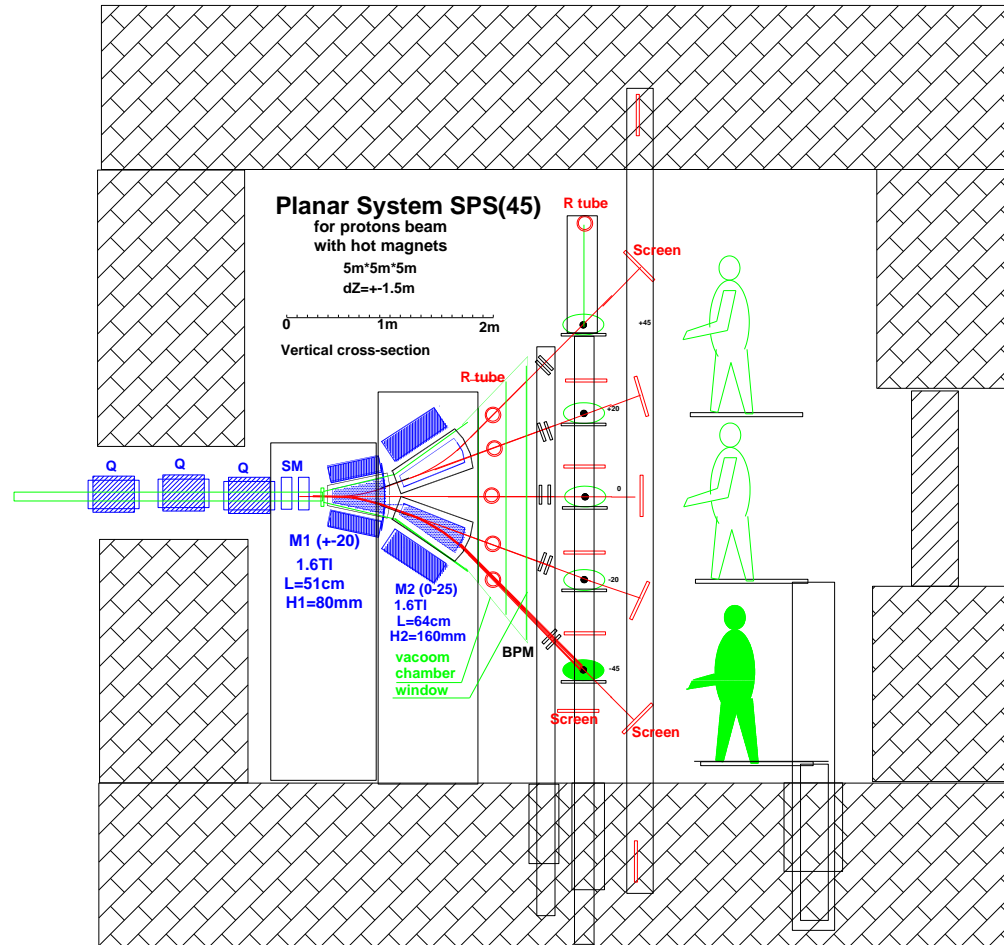 Planar System SPS(45)
for protons beam
with hot magnets
5m*5m*5m
dZ=+-1.5m
0 1m 2m
Vertical cross-section
R tube
Screen
+45
R tube
+20
Q Q Q SM
0
M1 (+-20)
1.6Tl
L=51cm
H1=80mm
M2 (0-25)
1.6Tl
L=64cm
H2=160mm
-20
BPM
vacoom
chamber
window
-45
Screen
Screen